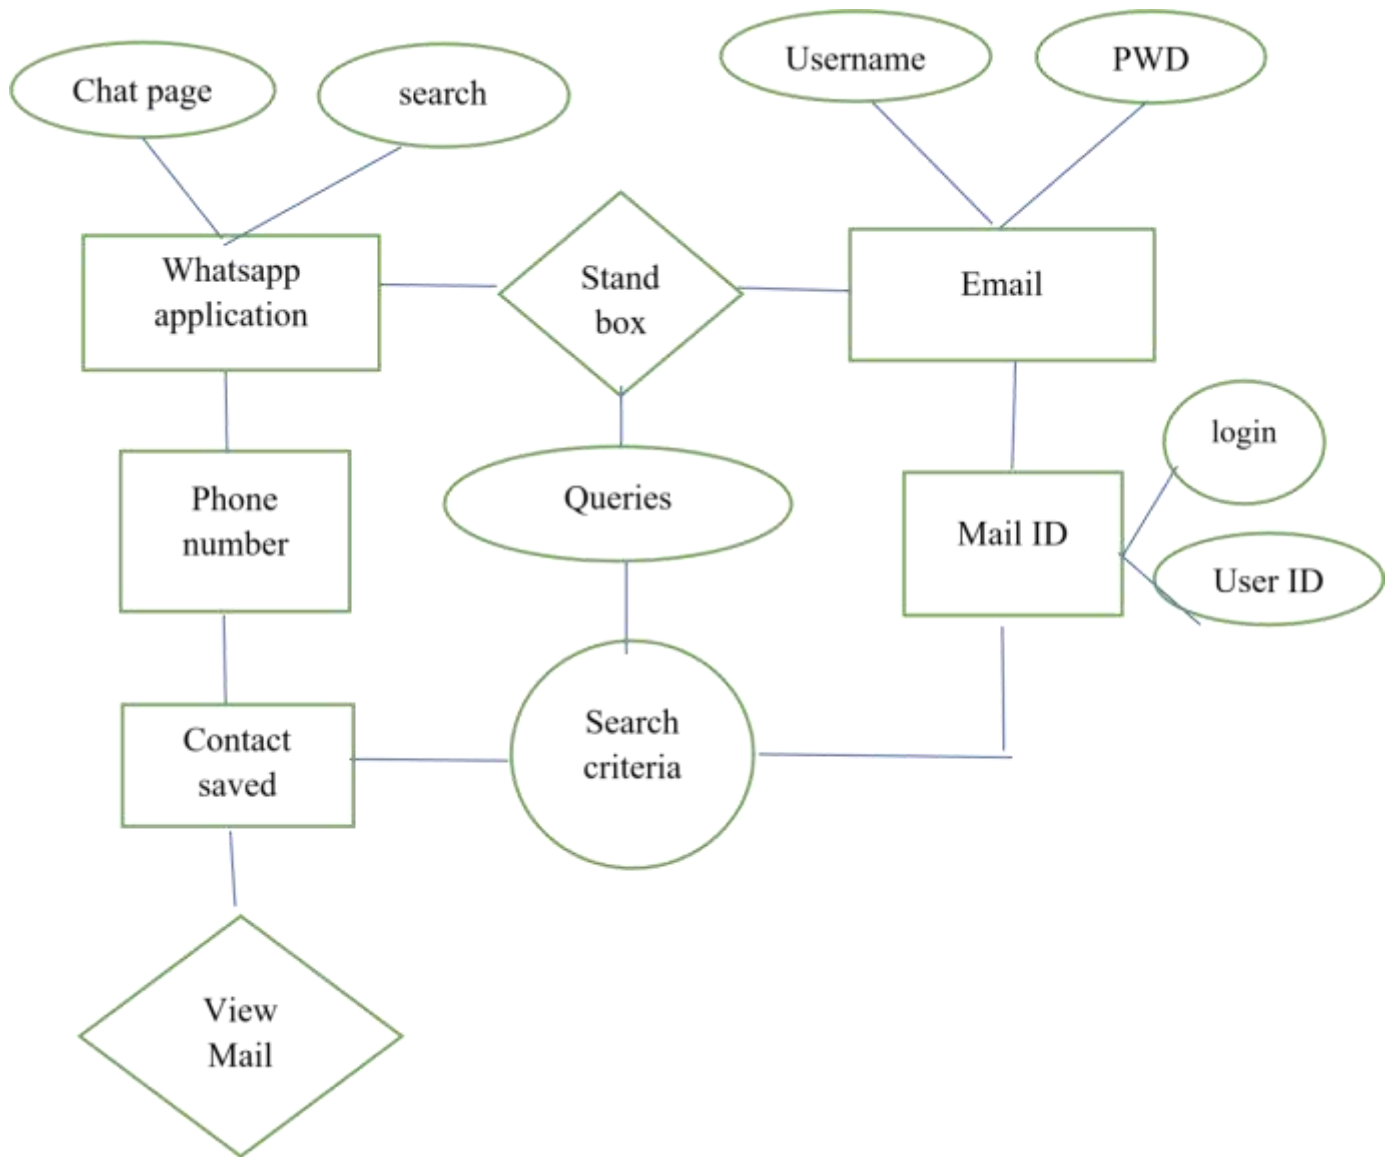 Chat page
search
Username
PWD
Whatsapp
application
Stand
box
Email
login
Phone
number
Queries
Mail ID
User ID
Contact
saved
Search
criteria
View
Mail